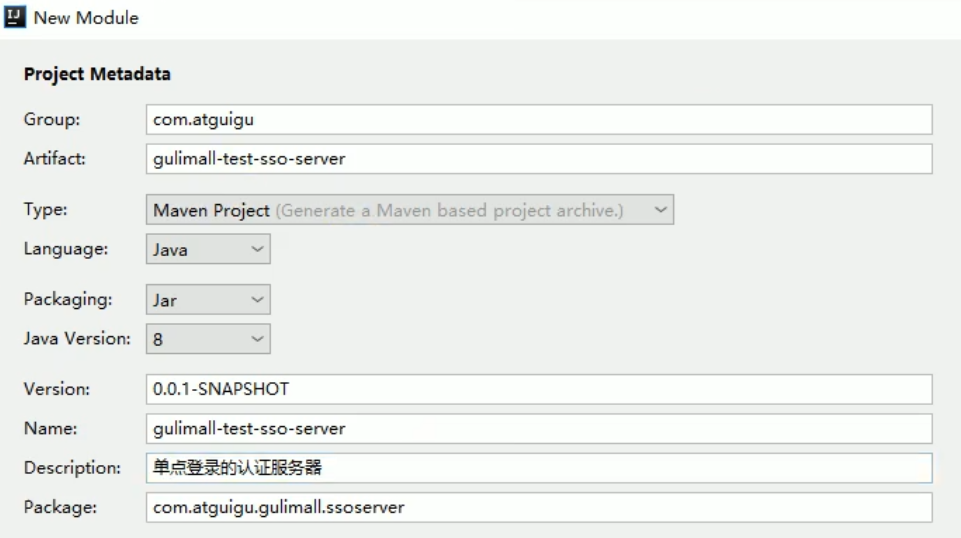 New Module
Project Metadata
Group: com.atguigu
Artifact: gulimall-test-sso-server
Type: Maven Project (Generate a Maven based project archive.)
Language: Java
Packaging: Jar
Java Version: 8
Version: 0.0.1-SNAPSHOT
Name: gulimall-test-sso-server
Description: 单点登录的认证服务器
Package: com.atguigu.gulimall.ssoserver